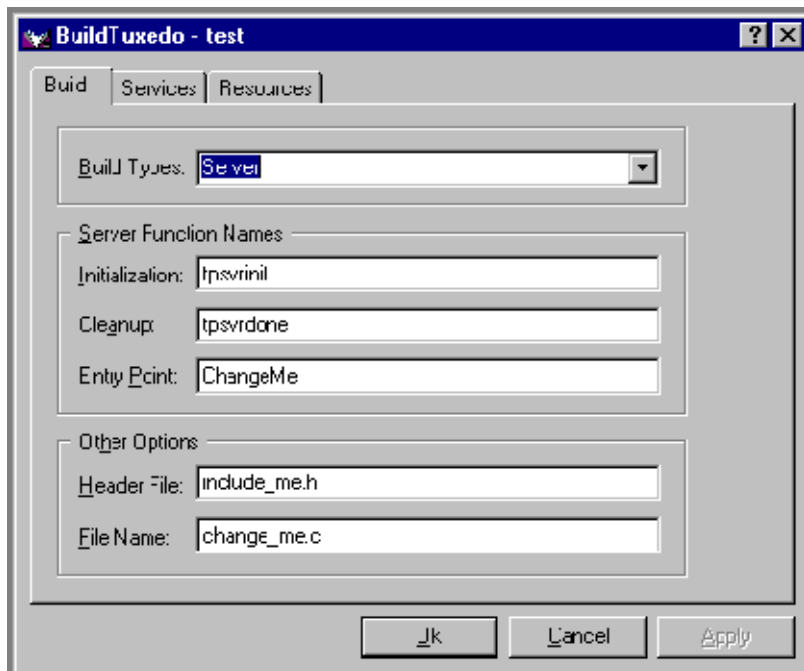 BuildTuxedo - test
Build Services Resources
Build Types: Server
Server Function Names
Initialization: tpsvrinit
Cleanup: tpsvrdone
Entry Point: ChangeMe
Other Options
Header File: include_me.h
File Name: change_me.c
Ok Cancel Apply